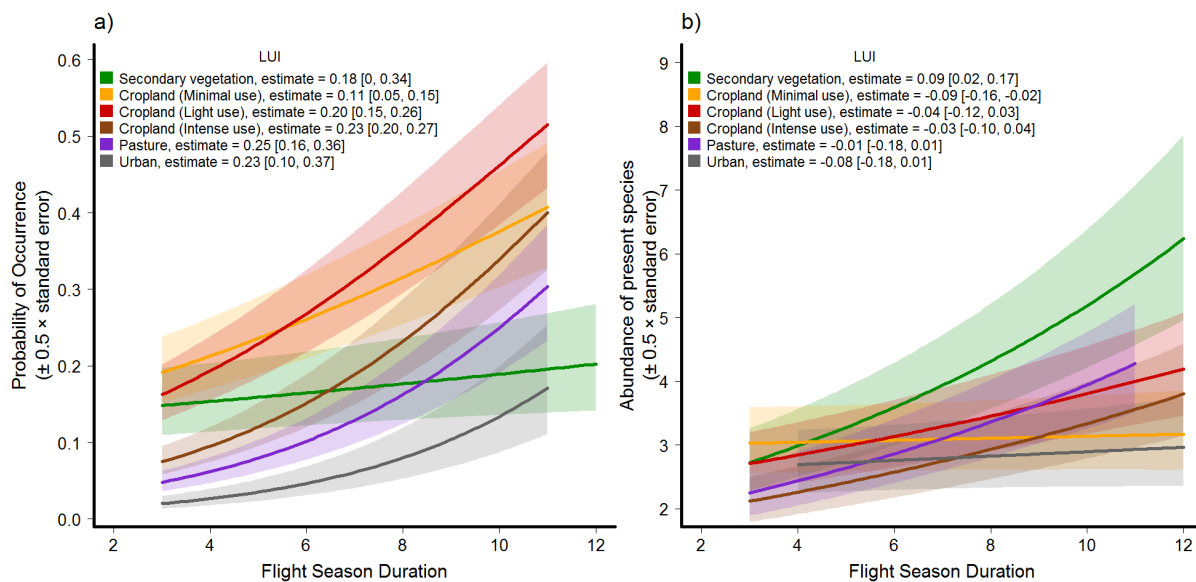 a)
LUI
Secondary vegetation, estimate = 0.18 [0, 0.34]
Cropland (Minimal use), estimate = 0.11 [0.05, 0.15]
Cropland (Light use), estimate = 0.20 [0.15, 0.26]
Cropland (Intense use), estimate = 0.23 [0.20, 0.27]
Pasture, estimate = 0.25 [0.16, 0.36]
Urban, estimate = 0.23 [0.10, 0.37]
Probability of Occurrence
(± 0.5 × standard error)
0.6
0.5
0.4
0.3
0.2
0.1
0.0
2 4 6 8 10 12
Flight Season Duration
b)
LUI
Secondary vegetation, estimate = 0.09 [0.02, 0.17]
Cropland (Minimal use), estimate = -0.09 [-0.16, -0.02]
Cropland (Light use), estimate = -0.04 [-0.12, 0.03]
Cropland (Intense use), estimate = -0.03 [-0.10, 0.04]
Pasture, estimate = -0.01 [-0.18, 0.01]
Urban, estimate = -0.08 [-0.18, 0.01]
Abundance of present species
(± 0.5 × standard error)
9
8
7
6
5
4
3
2
2 4 6 8 10 12
Flight Season Duration